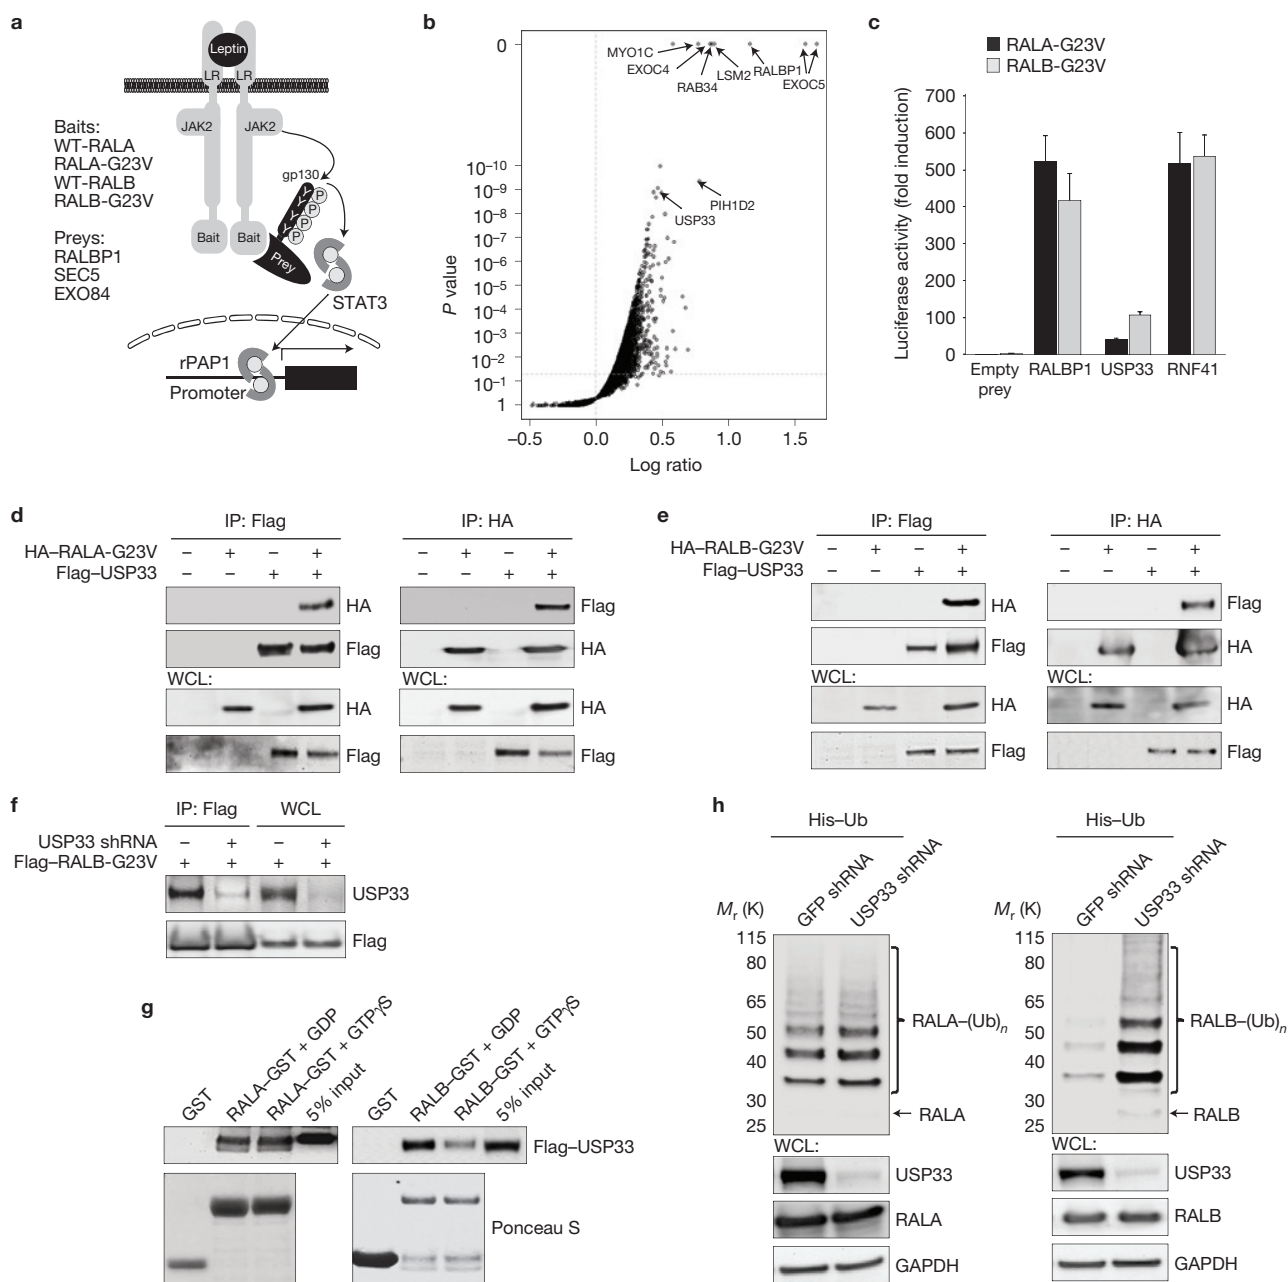 a
Leptin
LR LR
JAK2 JAK2
Baits:
WT-RALA
RALA-G23V
WT-RALB
RALB-G23V
gp130
Y Y Y Y
P P P P
Preys:
RALBP1
SEC5
EXO84
Bait Bait
Prey
STAT3
rPAP1
Promoter
b
P value
0
10−10
10−9
10−8
10−7
10−6
10−5
10−4
10−3
10−2
10−1
1
MYO1C
EXOC4
RAB34
LSM2
RALBP1
EXOC5
PIH1D2
USP33
−0.5 0.0 0.5 1.0 1.5
Log ratio
c
RALA-G23V
RALB-G23V
Luciferase activity (fold induction)
700
600
500
400
300
200
100
0
Empty prey RALBP1 USP33 RNF41
d
IP: Flag IP: HA
HA–RALA-G23V − + − + − + − +
Flag–USP33 − − + + − − + +
HA Flag
Flag HA
WCL: WCL:
HA HA
Flag Flag
e
IP: Flag IP: HA
HA–RALB-G23V − + − + − + − +
Flag–USP33 − − + + − − + +
HA Flag
Flag HA
WCL: WCL:
HA HA
Flag Flag
f
IP: Flag WCL
USP33 shRNA − + − +
Flag–RALB-G23V + + + +
USP33
Flag
g
GST
RALA–GST + GDP
RALA–GST + GTPγS
5% input
GST
RALB–GST + GDP
RALB–GST + GTPγS
5% input
Flag–USP33
Ponceau S
h
His–Ub His–Ub
GFP shRNA
USP33 shRNA
GFP shRNA
USP33 shRNA
Mr (K)
115
80
65
50
40
30
25
RALA–(Ub)n
RALA
WCL:
USP33
RALA
GAPDH
Mr (K)
115
80
65
50
40
30
25
RALB–(Ub)n
RALB
WCL:
USP33
RALB
GAPDH